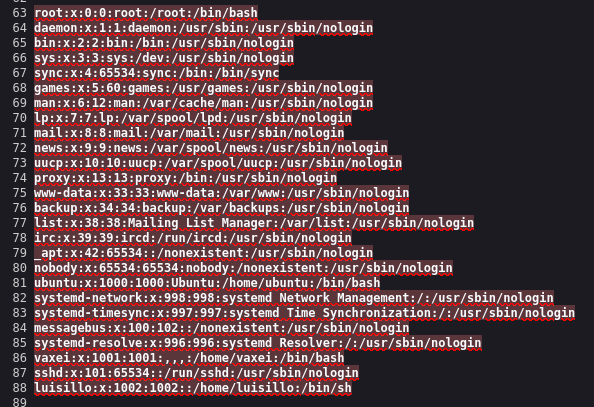 63 root:x:0:0:root:/root:/bin/bash
64 daemon:x:1:1:daemon:/usr/sbin:/usr/sbin/nologin
65 bin:x:2:2:bin:/bin:/usr/sbin/nologin
66 sys:x:3:3:sys:/dev:/usr/sbin/nologin
67 sync:x:4:65534:sync:/bin:/bin/sync
68 games:x:5:60:games:/usr/games:/usr/sbin/nologin
69 man:x:6:12:man:/var/cache/man:/usr/sbin/nologin
70 lp:x:7:7:lp:/var/spool/lpd:/usr/sbin/nologin
71 mail:x:8:8:mail:/var/mail:/usr/sbin/nologin
72 news:x:9:9:news:/var/spool/news:/usr/sbin/nologin
73 uucp:x:10:10:uucp:/var/spool/uucp:/usr/sbin/nologin
74 proxy:x:13:13:proxy:/bin:/usr/sbin/nologin
75 www-data:x:33:33:www-data:/var/www:/usr/sbin/nologin
76 backup:x:34:34:backup:/var/backups:/usr/sbin/nologin
77 list:x:38:38:Mailing List Manager:/var/list:/usr/sbin/nologin
78 irc:x:39:39:ircd:/run/ircd:/usr/sbin/nologin
79 _apt:x:42:65534::/nonexistent:/usr/sbin/nologin
80 nobody:x:65534:65534:nobody:/nonexistent:/usr/sbin/nologin
81 ubuntu:x:1000:1000:Ubuntu:/home/ubuntu:/bin/bash
82 systemd-network:x:998:998:systemd Network Management:/:/usr/sbin/nologin
83 systemd-timesync:x:997:997:systemd Time Synchronization:/:/usr/sbin/nologin
84 messagebus:x:100:102::/nonexistent:/usr/sbin/nologin
85 systemd-resolve:x:996:996:systemd Resolver:/:/usr/sbin/nologin
86 vaxei:x:1001:1001:,,,:/home/vaxei:/bin/bash
87 sshd:x:101:65534::/run/sshd:/usr/sbin/nologin
88 luisillo:x:1002:1002::/home/luisillo:/bin/sh
89